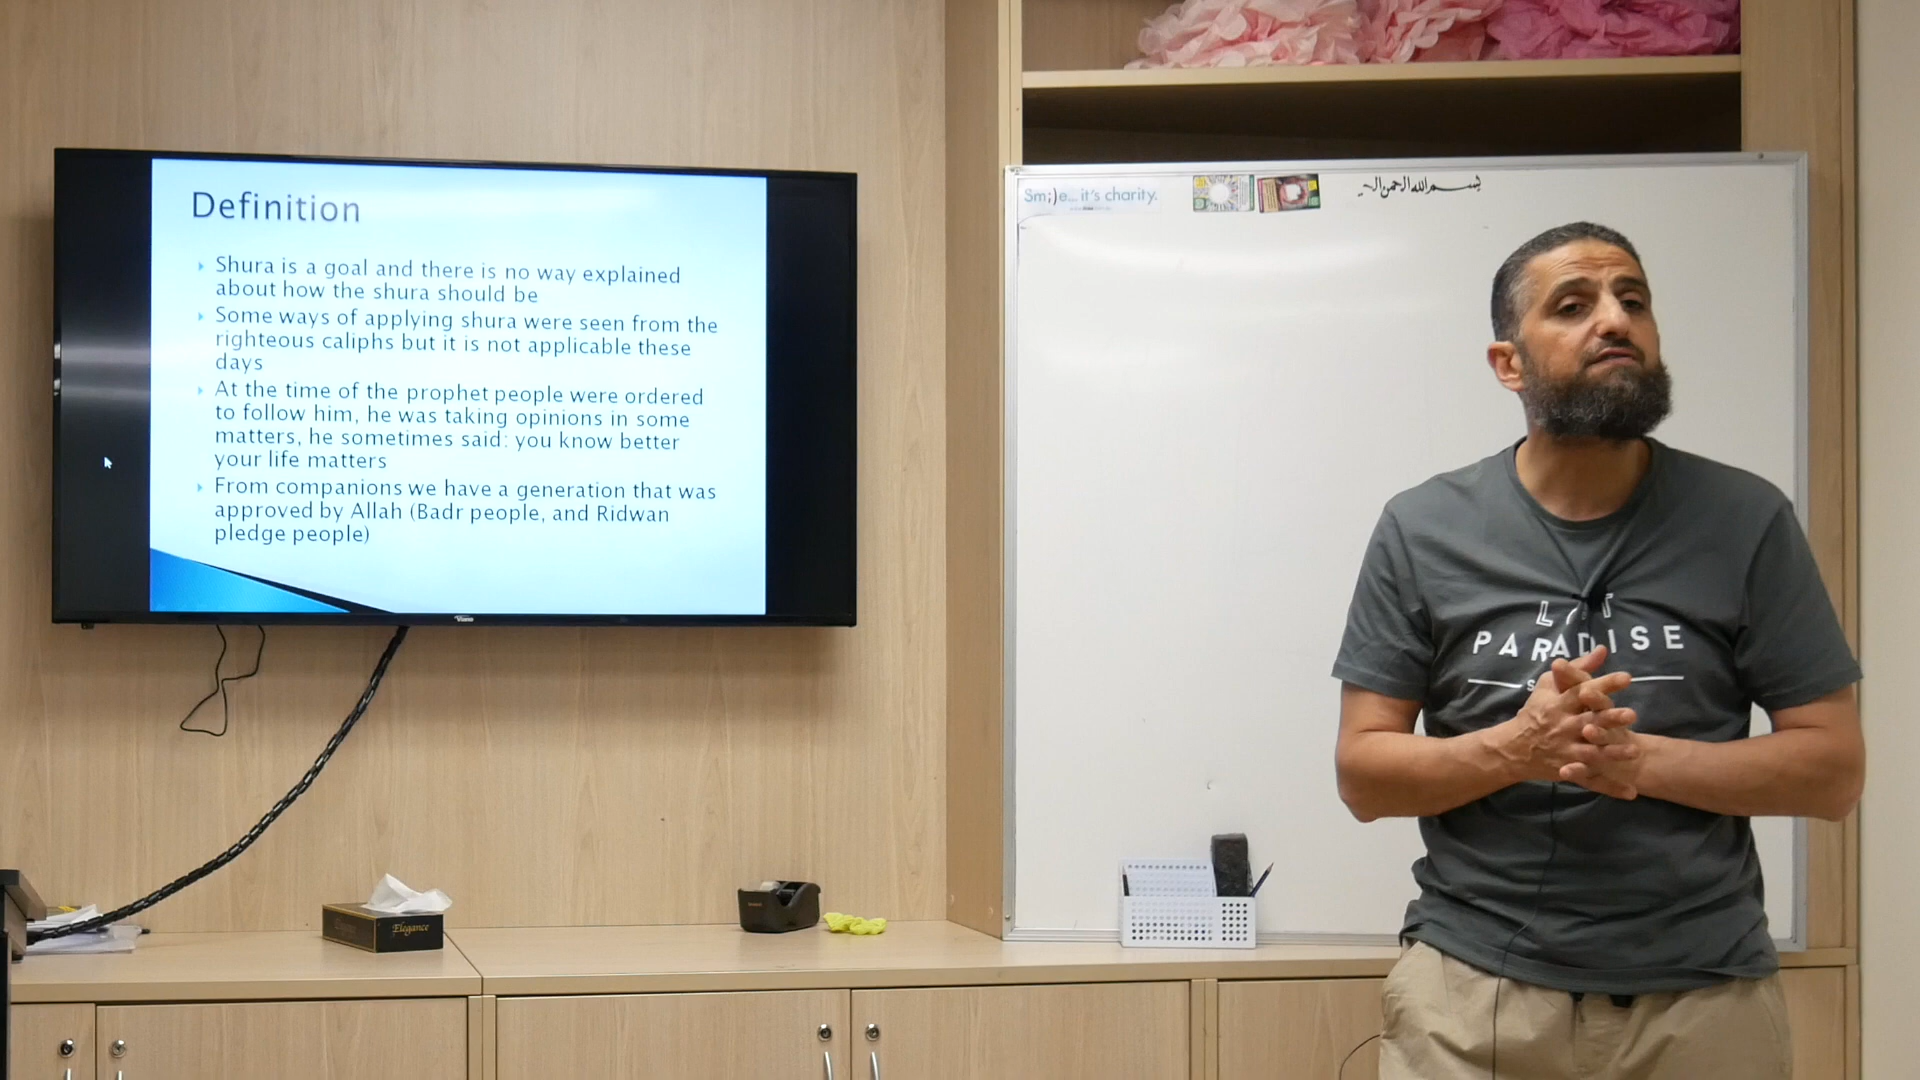 Definition
Shura is a goal and there is no way explained
about how the shura should be
Some ways of applying shura were seen from the
righteous caliphs but it is not applicable these
days
At the time of the prophet people were ordered
to follow him, he was taking opinions in some
matters, he sometimes said: you know better
your life matters
From companions we have a generation that was
approved by Allah (Badr people, and Ridwan
pledge people)
Sm;)e... it's charity.
بسم الله الرحمن
PARADISE
Elegance